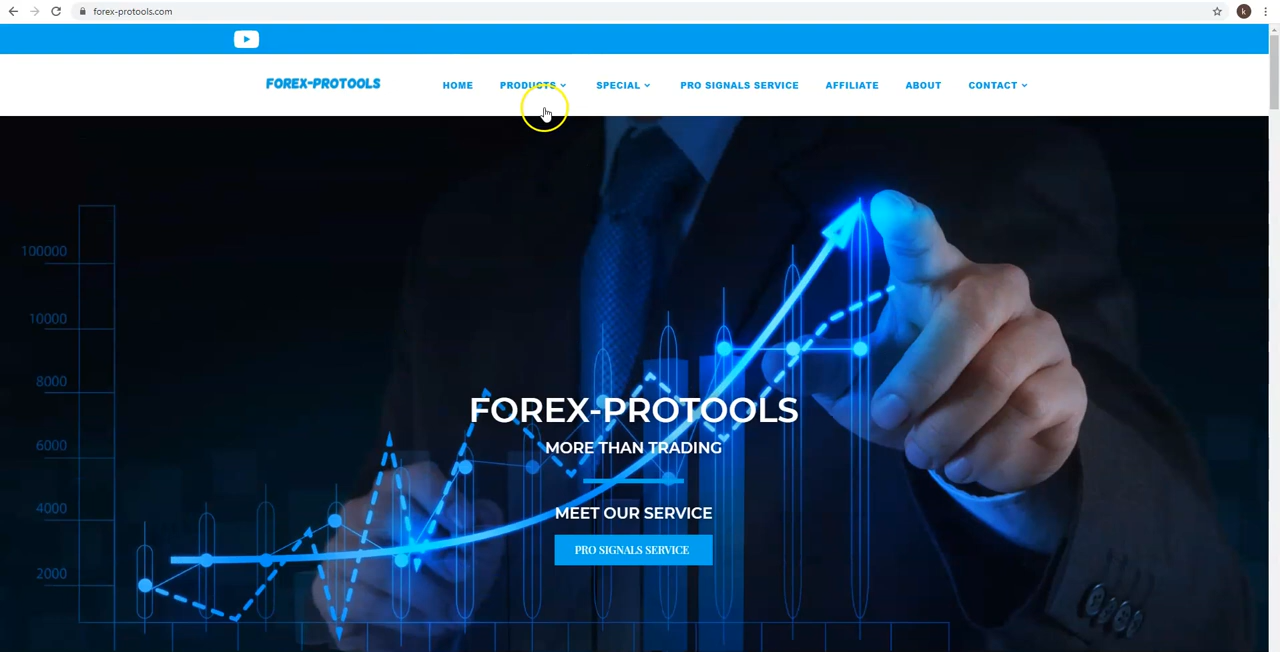 forex-protools.com
k
FOREX-PROTOOLS
HOME PRODUCTS SPECIAL PRO SIGNALS SERVICE AFFILIATE ABOUT CONTACT
100000
10000
8000
6000
4000
2000
FOREX-PROTOOLS
MORE THAN TRADING
MEET OUR SERVICE
PRO SIGNALS SERVICE